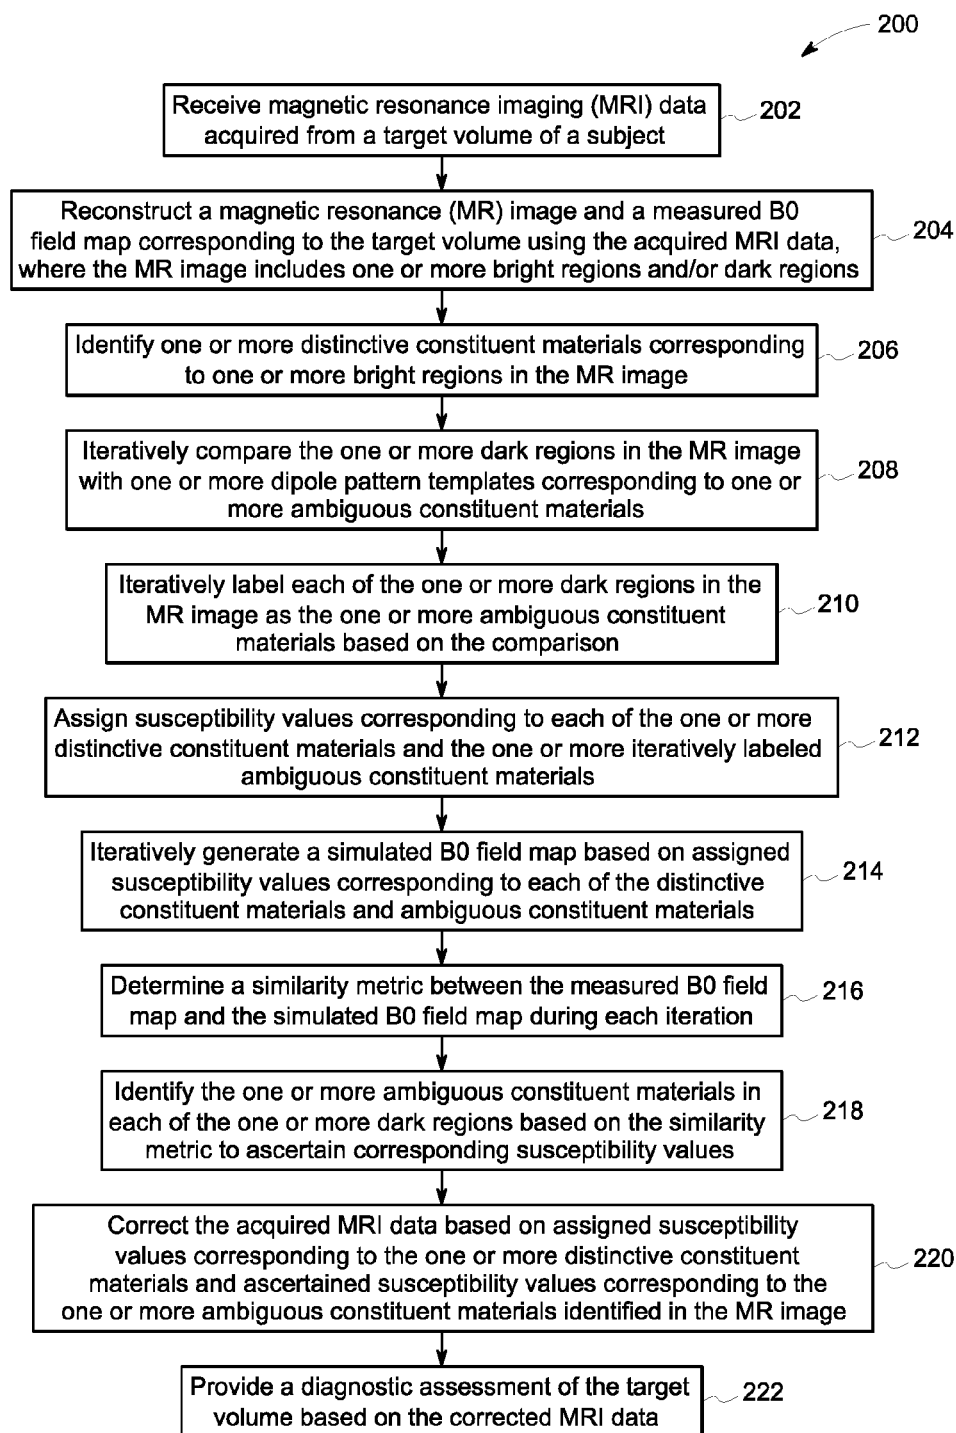 200
Receive magnetic resonance imaging (MRI) data
acquired from a target volume of a subject
202
Reconstruct a magnetic resonance (MR) image and a measured B0
field map corresponding to the target volume using the acquired MRI data,
where the MR image includes one or more bright regions and/or dark regions
204
Identify one or more distinctive constituent materials corresponding
to one or more bright regions in the MR image
206
Iteratively compare the one or more dark regions in the MR image
with one or more dipole pattern templates corresponding to one or
more ambiguous constituent materials
208
Iteratively label each of the one or more dark regions in the
MR image as the one or more ambiguous constituent
materials based on the comparison
210
Assign susceptibility values corresponding to each of the one or more
distinctive constituent materials and the one or more iteratively labeled
ambiguous constituent materials
212
Iteratively generate a simulated B0 field map based on assigned
susceptibility values corresponding to each of the distinctive
constituent materials and ambiguous constituent materials
214
Determine a similarity metric between the measured B0 field
map and the simulated B0 field map during each iteration
216
Identify the one or more ambiguous constituent materials in
each of the one or more dark regions based on the similarity
metric to ascertain corresponding susceptibility values
218
Correct the acquired MRI data based on assigned susceptibility
values corresponding to the one or more distinctive constituent
materials and ascertained susceptibility values corresponding to the
one or more ambiguous constituent materials identified in the MR image
220
Provide a diagnostic assessment of the target
volume based on the corrected MRI data
222